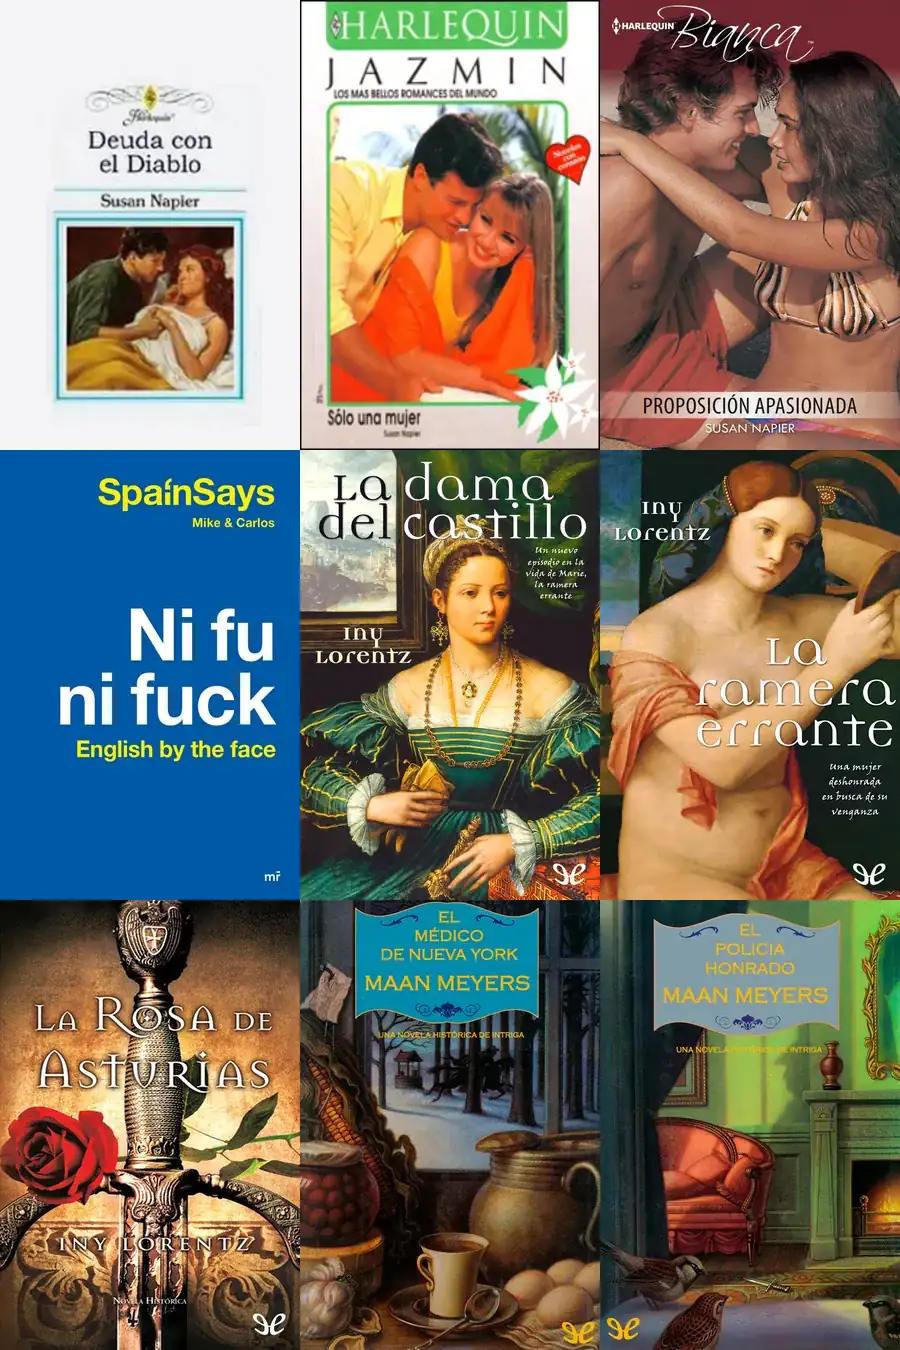 Harlequin
Deuda con
el Diablo
Susan Napier
HARLEQUIN
JAZMIN
LOS MAS BELLOS ROMANCES DEL MUNDO
Novelas
con
corazón
Sólo una mujer
Susan Napier
HARLEQUIN
Bianca
PROPOSICIÓN APASIONADA
SUSAN NAPIER
SpaínSays
Mike & Carlos
Ni fu
ni fuck
English by the face
mr̃
La dama
del castillo
Un nuevo
episodio en la
vida de Marie,
la ramera
errante
Iny
Lorentz
Iny
Lorentz
La
ramera
errante
Una mujer
deshonrada
en busca de su
venganza
La Rosa de
Asturias
Iny Lorentz
Novela Histórica
EL
MÉDICO
DE NUEVA YORK
MAAN MEYERS
UNA NOVELA HISTÓRICA DE INTRIGA
EL
POLICIA
HONRADO
MAAN MEYERS
UNA NOVELA HISTÓRICA DE INTRIGA